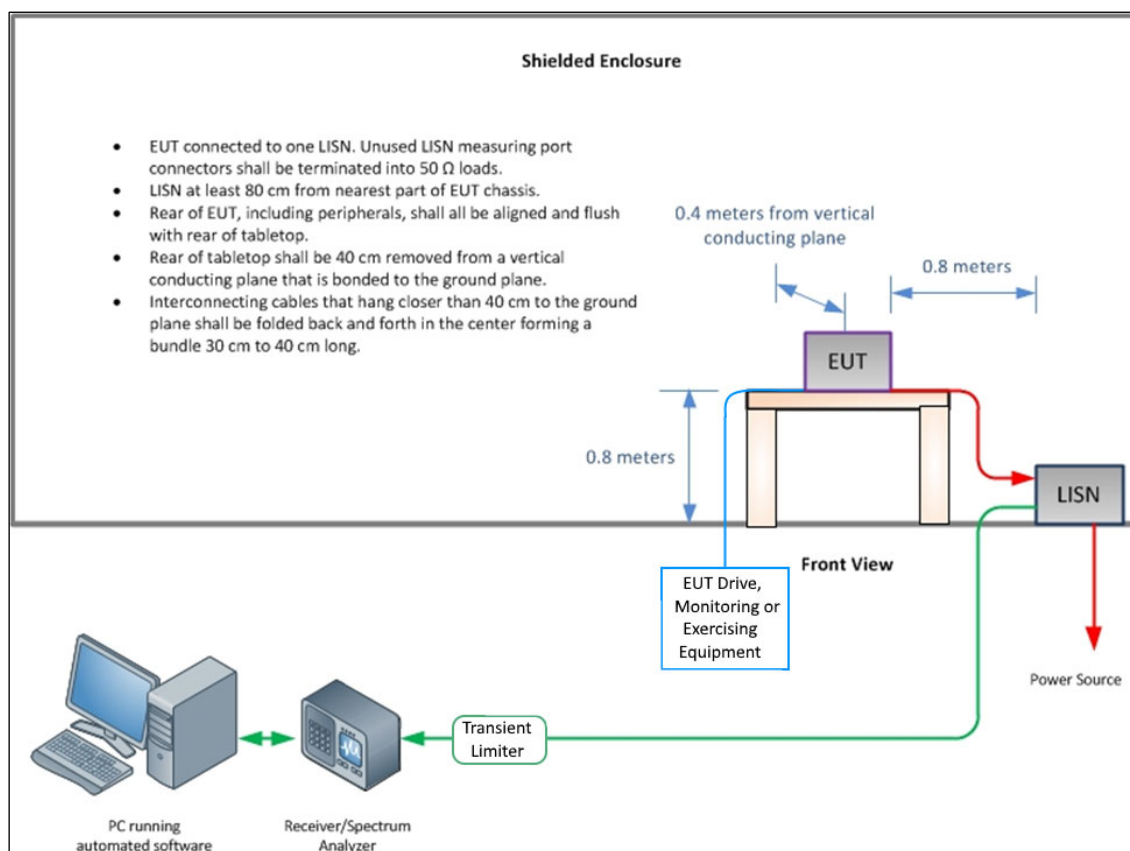 Shielded Enclosure
• EUT connected to one LISN. Unused LISN measuring port
connectors shall be terminated into 50 Ω loads.
• LISN at least 80 cm from nearest part of EUT chassis.
• Rear of EUT, including peripherals, shall all be aligned and flush
with rear of tabletop.
• Rear of tabletop shall be 40 cm removed from a vertical
conducting plane that is bonded to the ground plane.
• Interconnecting cables that hang closer than 40 cm to the ground
plane shall be folded back and forth in the center forming a
bundle 30 cm to 40 cm long.
0.4 meters from vertical
conducting plane
0.8 meters
EUT
0.8 meters
LISN
Front View
EUT Drive,
Monitoring or
Exercising
Equipment
Power Source
Transient
Limiter
PC running
automated software
Receiver/Spectrum
Analyzer